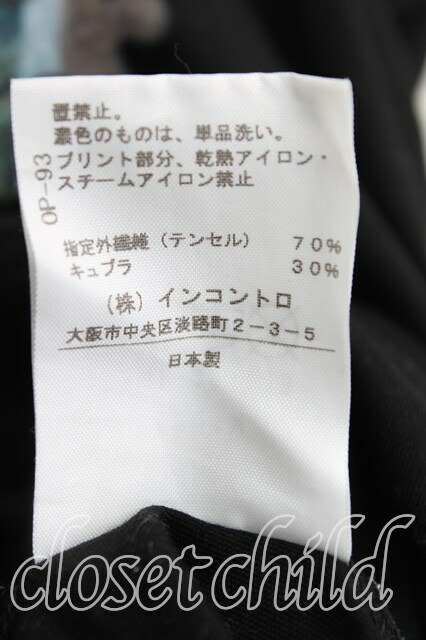 置禁止。
濃色のものは、単品洗い。
プリント部分、乾熱アイロン・
スチームアイロン禁止
OP-93
指定外繊維(テンセル) 70%
キュプラ 30%
(株)インコントロ
大阪市中央区淡路町2-3-5
日本製
closet child